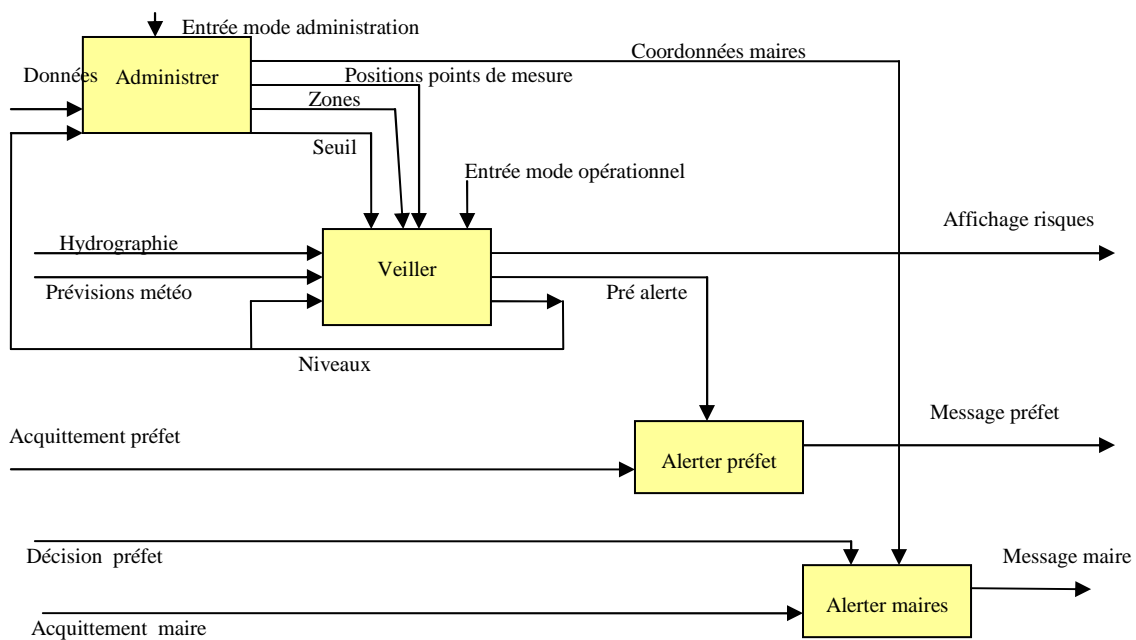 Entrée mode administration
Coordonnées maires
Données
Administrer
Positions points de mesure
Zones
Seuil
Entrée mode opérationnel
Affichage risques
Hydrographie
Veiller
Prévisions météo
Pré alerte
Niveaux
Message préfet
Acquittement préfet
Alerter préfet
Décision préfet
Message maire
Alerter maires
Acquittement maire